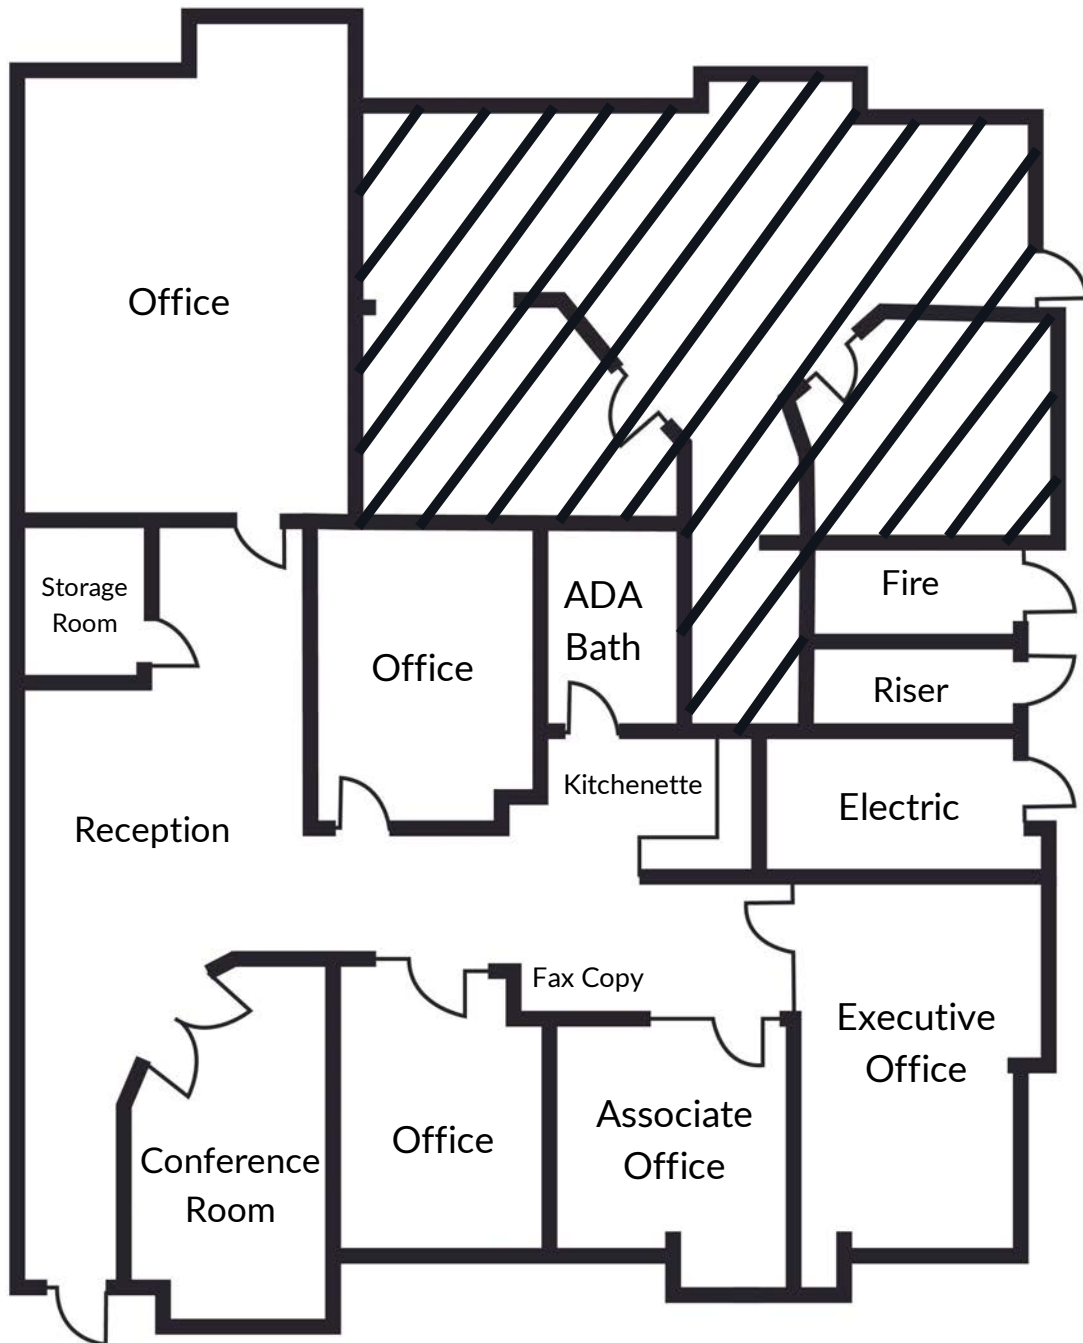 Office
Storage
Room
Office
ADA
Bath
Fire
Riser
Kitchenette
Electric
Reception
Fax Copy
Executive
Office
Associate
Office
Office
Conference
Room